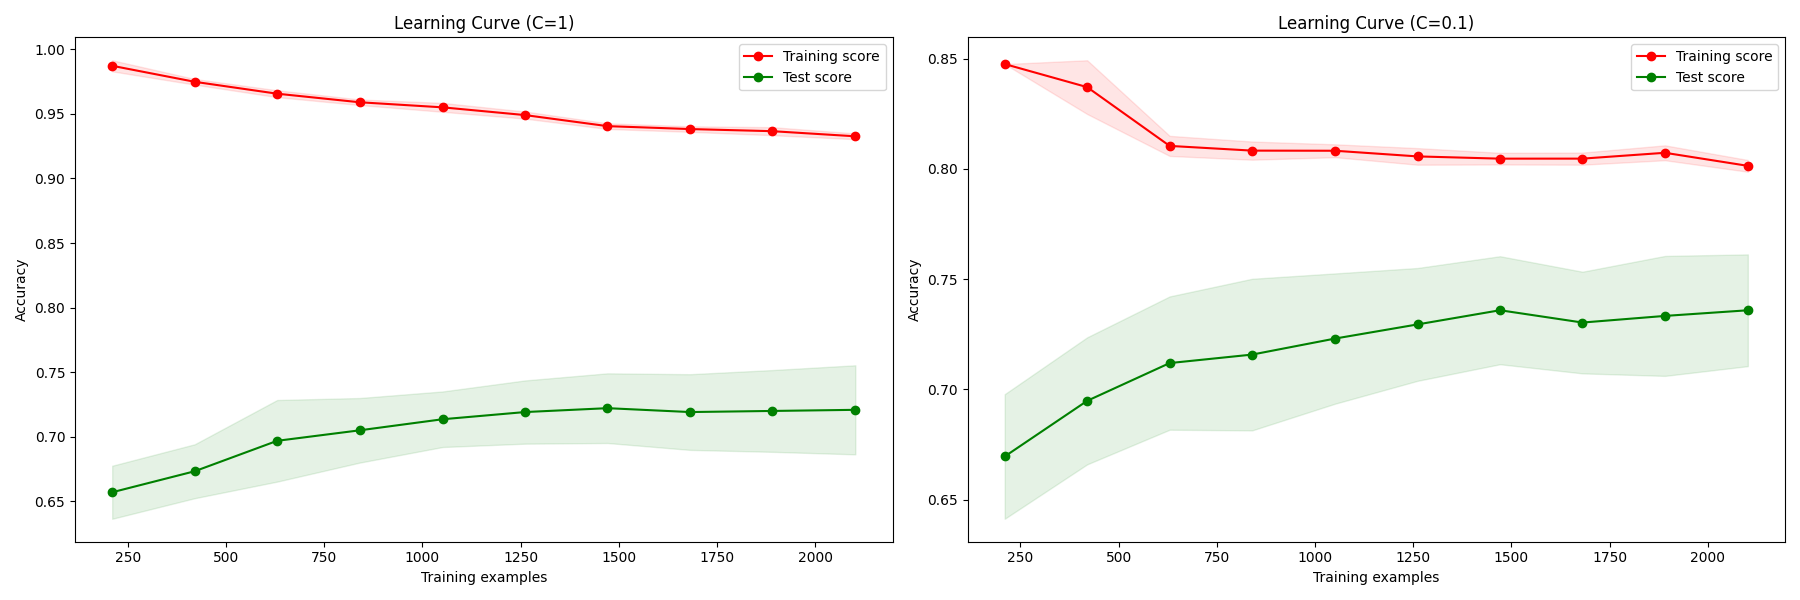 Learning Curve (C=1)
1.00
0.95
0.90
0.85
0.80
0.75
0.70
0.65
Accuracy
Training score
Test score
250 500 750 1000 1250 1500 1750 2000
Training examples
Learning Curve (C=0.1)
0.85
0.80
0.75
0.70
0.65
Accuracy
Training score
Test score
250 500 750 1000 1250 1500 1750 2000
Training examples